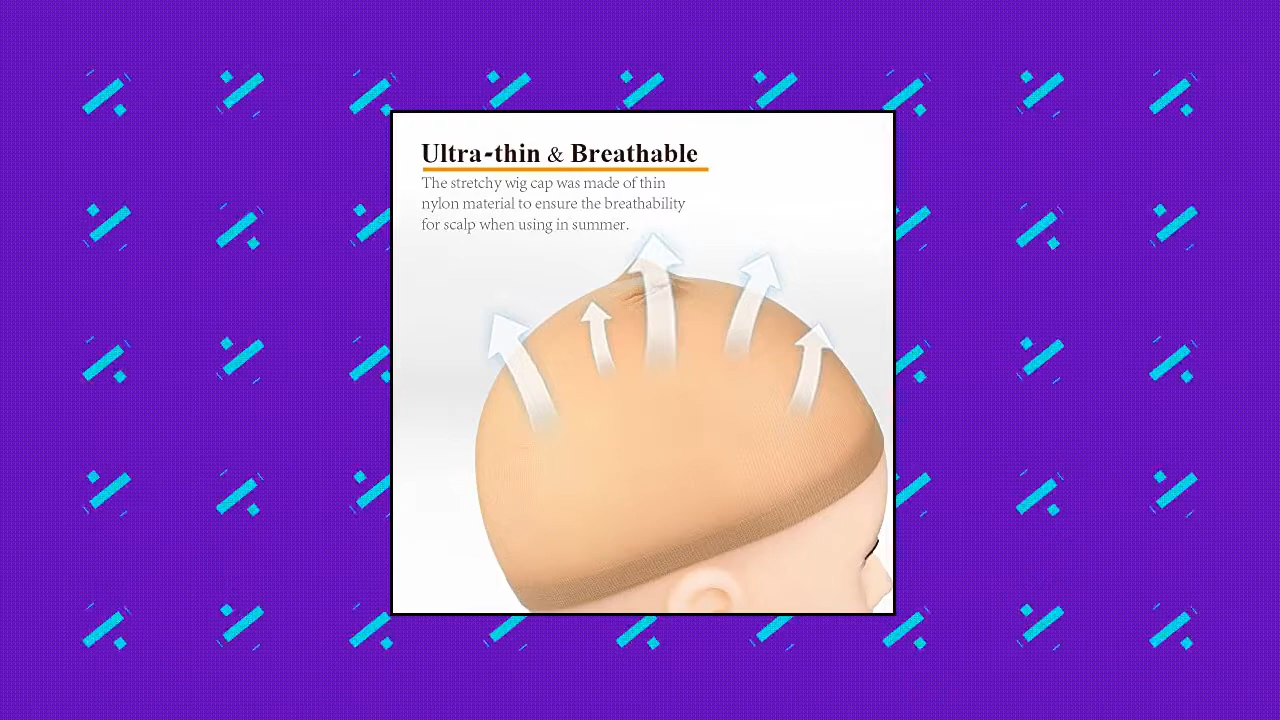 Ultra-thin & Breathable
The stretchy wig cap was made of thin
nylon material to ensure the breathability
for scalp when using in summer.